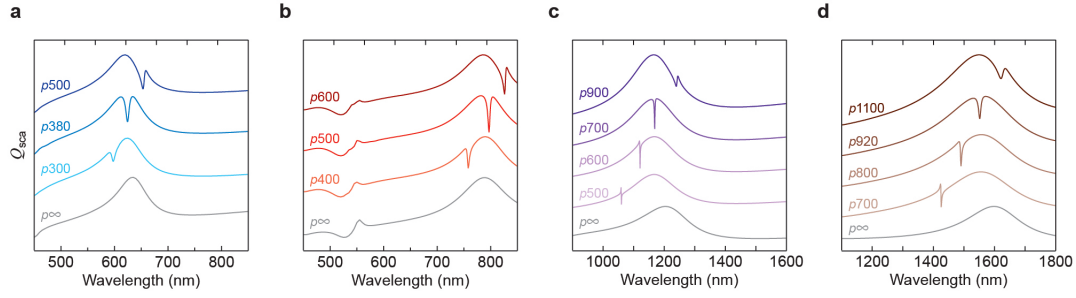 a
b
c
d
Q_sca
p500
p380
p300
p∞
p600
p500
p400
p∞
p900
p700
p600
p500
p∞
p1100
p920
p800
p700
p∞
500 600 700 800
500 600 700 800
1000 1200 1400 1600
1200 1400 1600 1800
Wavelength (nm)
Wavelength (nm)
Wavelength (nm)
Wavelength (nm)